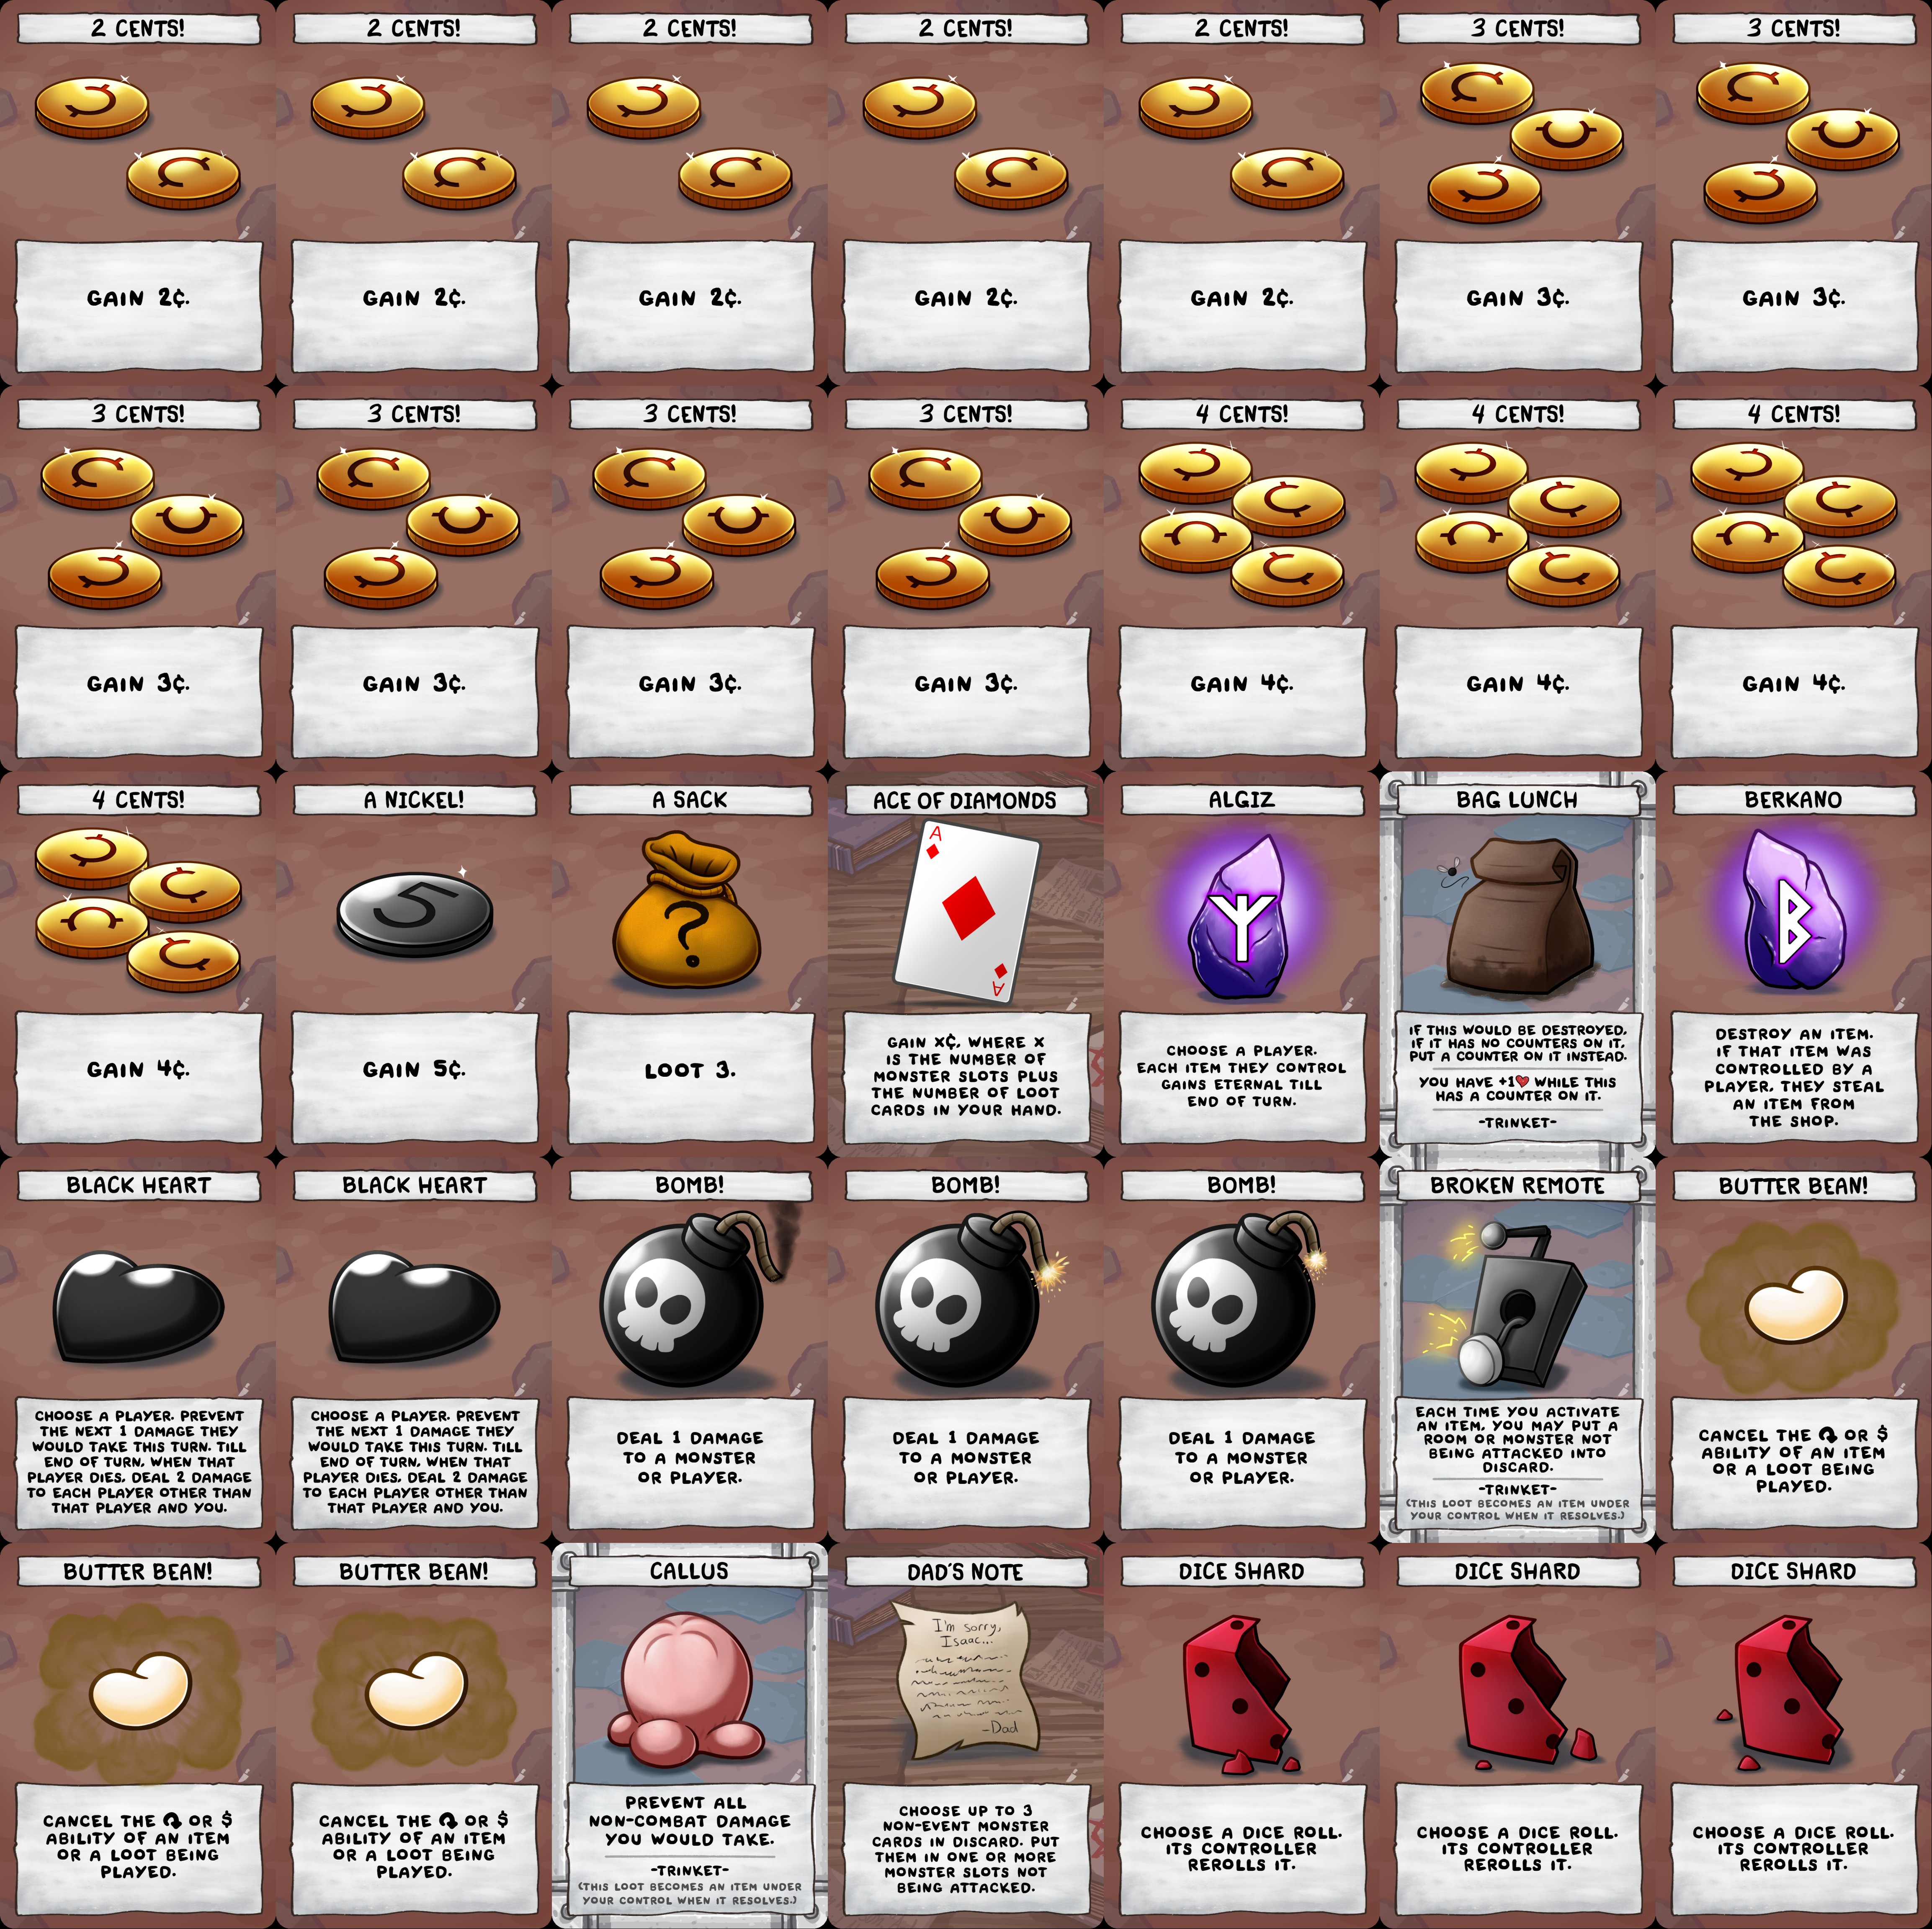 2 CENTS!
GAIN 2¢.
2 CENTS!
GAIN 2¢.
2 CENTS!
GAIN 2¢.
2 CENTS!
GAIN 2¢.
2 CENTS!
GAIN 2¢.
3 CENTS!
GAIN 3¢.
3 CENTS!
GAIN 3¢.
3 CENTS!
GAIN 3¢.
3 CENTS!
GAIN 3¢.
3 CENTS!
GAIN 3¢.
3 CENTS!
GAIN 3¢.
4 CENTS!
GAIN 4¢.
4 CENTS!
GAIN 4¢.
4 CENTS!
GAIN 4¢.
4 CENTS!
GAIN 4¢.
A NICKEL!
5
GAIN 5¢.
A SACK
?
LOOT 3.
ACE OF DIAMONDS
A
A
GAIN X¢, WHERE X
IS THE NUMBER OF
MONSTER SLOTS PLUS
THE NUMBER OF LOOT
CARDS IN YOUR HAND.
ALGIZ
ᛉ
CHOOSE A PLAYER.
EACH ITEM THEY CONTROL
GAINS ETERNAL TILL
END OF TURN.
BAG LUNCH
IF THIS WOULD BE DESTROYED,
IF IT HAS NO COUNTERS ON IT,
PUT A COUNTER ON IT INSTEAD.
YOU HAVE +1❤ WHILE THIS
HAS A COUNTER ON IT.
-TRINKET-
BERKANO
ᛒ
DESTROY AN ITEM.
IF THAT ITEM WAS
CONTROLLED BY A
PLAYER, THEY STEAL
AN ITEM FROM
THE SHOP.
BLACK HEART
CHOOSE A PLAYER. PREVENT
THE NEXT 1 DAMAGE THEY
WOULD TAKE THIS TURN. TILL
END OF TURN, WHEN THAT
PLAYER DIES, DEAL 2 DAMAGE
TO EACH PLAYER OTHER THAN
THAT PLAYER AND YOU.
BLACK HEART
CHOOSE A PLAYER. PREVENT
THE NEXT 1 DAMAGE THEY
WOULD TAKE THIS TURN. TILL
END OF TURN, WHEN THAT
PLAYER DIES, DEAL 2 DAMAGE
TO EACH PLAYER OTHER THAN
THAT PLAYER AND YOU.
BOMB!
DEAL 1 DAMAGE
TO A MONSTER
OR PLAYER.
BOMB!
DEAL 1 DAMAGE
TO A MONSTER
OR PLAYER.
BOMB!
DEAL 1 DAMAGE
TO A MONSTER
OR PLAYER.
BROKEN REMOTE
EACH TIME YOU ACTIVATE
AN ITEM, YOU MAY PUT A
ROOM OR MONSTER NOT
BEING ATTACKED INTO
DISCARD.
-TRINKET-
(THIS LOOT BECOMES AN ITEM UNDER
YOUR CONTROL WHEN IT RESOLVES.)
BUTTER BEAN!
CANCEL THE ↷ OR $
ABILITY OF AN ITEM
OR A LOOT BEING
PLAYED.
BUTTER BEAN!
CANCEL THE ↷ OR $
ABILITY OF AN ITEM
OR A LOOT BEING
PLAYED.
BUTTER BEAN!
CANCEL THE ↷ OR $
ABILITY OF AN ITEM
OR A LOOT BEING
PLAYED.
CALLUS
PREVENT ALL
NON-COMBAT DAMAGE
YOU WOULD TAKE.
-TRINKET-
(THIS LOOT BECOMES AN ITEM UNDER
YOUR CONTROL WHEN IT RESOLVES.)
DAD'S NOTE
I'm sorry,
Isaac...
-Dad
CHOOSE UP TO 3
NON-EVENT MONSTER
CARDS IN DISCARD. PUT
THEM IN ONE OR MORE
MONSTER SLOTS NOT
BEING ATTACKED.
DICE SHARD
CHOOSE A DICE ROLL.
ITS CONTROLLER
REROLLS IT.
DICE SHARD
CHOOSE A DICE ROLL.
ITS CONTROLLER
REROLLS IT.
DICE SHARD
CHOOSE A DICE ROLL.
ITS CONTROLLER
REROLLS IT.